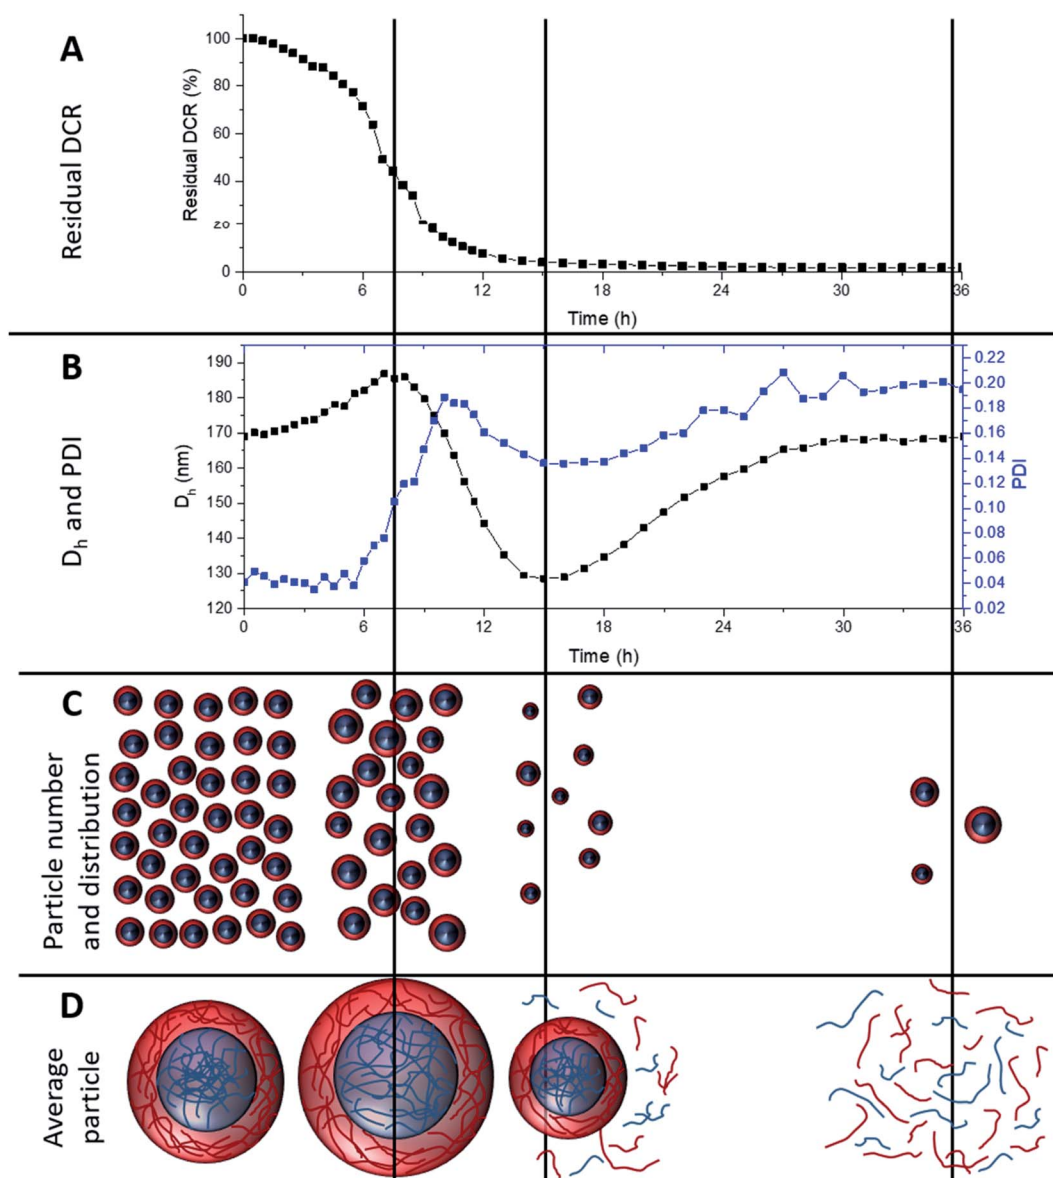 A
Residual DCR
Residual DCR (%)
100
80
60
40
20
0
0 6 12 18 24 30 36
Time (h)
B
D_h and PDI
D_h (nm)
190
180
170
160
150
140
130
120
0.22
0.20
0.18
0.16
0.14
0.12
0.10
0.08
0.06
0.04
0.02
PDI
0 6 12 18 24 30 36
Time (h)
C
Particle number
and distribution
D
Average
particle